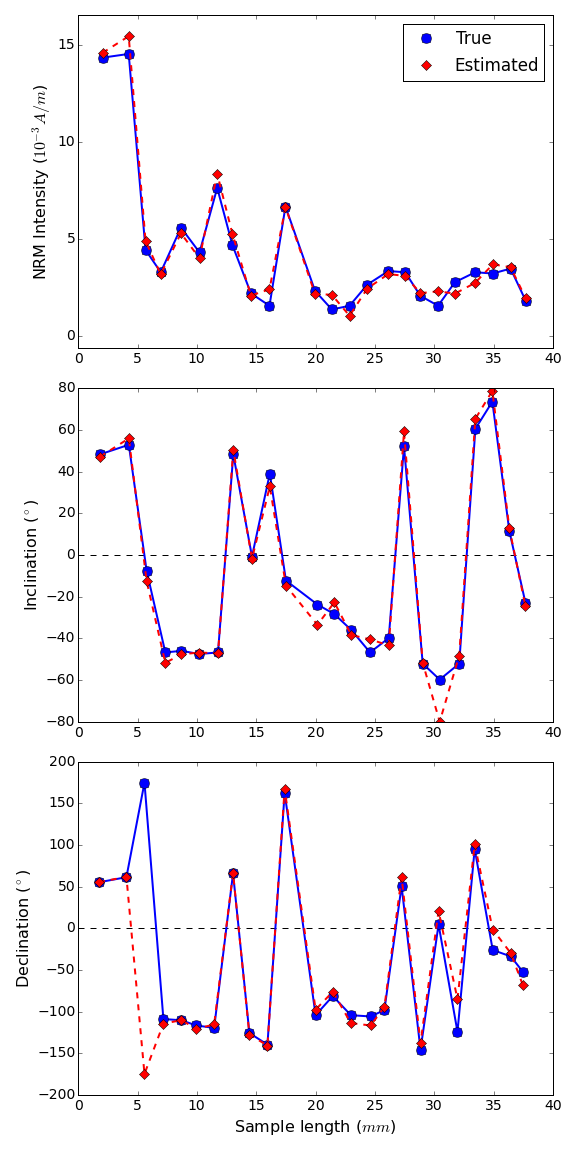 True
Estimated
NRM Intensity (10⁻³ A/m)
15
10
5
0
0 5 10 15 20 25 30 35 40
Inclination (°)
80
60
40
20
0
−20
−40
−60
−80
0 5 10 15 20 25 30 35 40
Declination (°)
200
150
100
50
0
−50
−100
−150
−200
0 5 10 15 20 25 30 35 40
Sample length (mm)